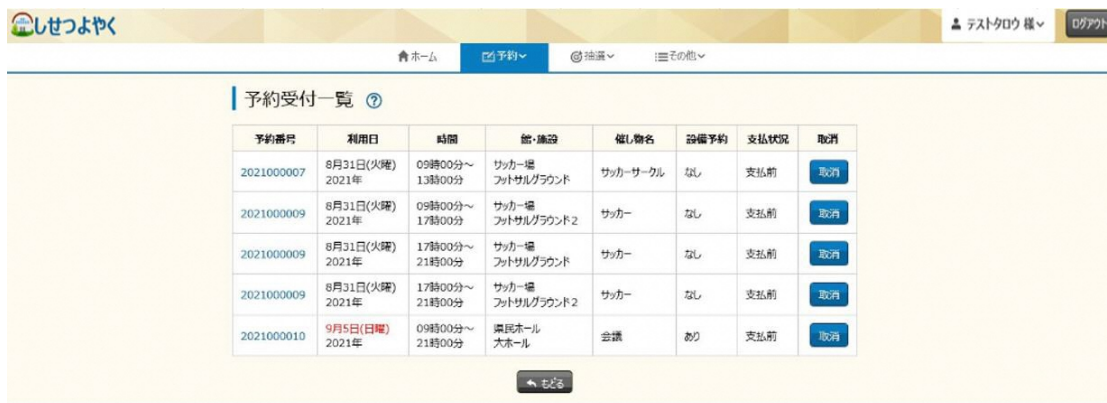 しせつよやく
テストタロウ 様
ログアウト
ホーム 予約 抽選 その他
予約受付一覧 ?
予約番号 利用日 時間 館・施設 催し物名 設備予約 支払状況 取消
2021000007 8月31日(火曜) 09時00分~ サッカー場 サッカーサークル なし 支払前 取消
2021年 13時00分 フットサルグラウンド
2021000009 8月31日(火曜) 09時00分~ サッカー場 サッカー なし 支払前 取消
2021年 17時00分 フットサルグラウンド2
2021000009 8月31日(火曜) 17時00分~ サッカー場 サッカー なし 支払前 取消
2021年 21時00分 フットサルグラウンド
2021000009 8月31日(火曜) 17時00分~ サッカー場 サッカー なし 支払前 取消
2021年 21時00分 フットサルグラウンド2
2021000010 9月5日(日曜) 09時00分~ 県民ホール 会議 あり 支払前 取消
2021年 21時00分 大ホール
もどる